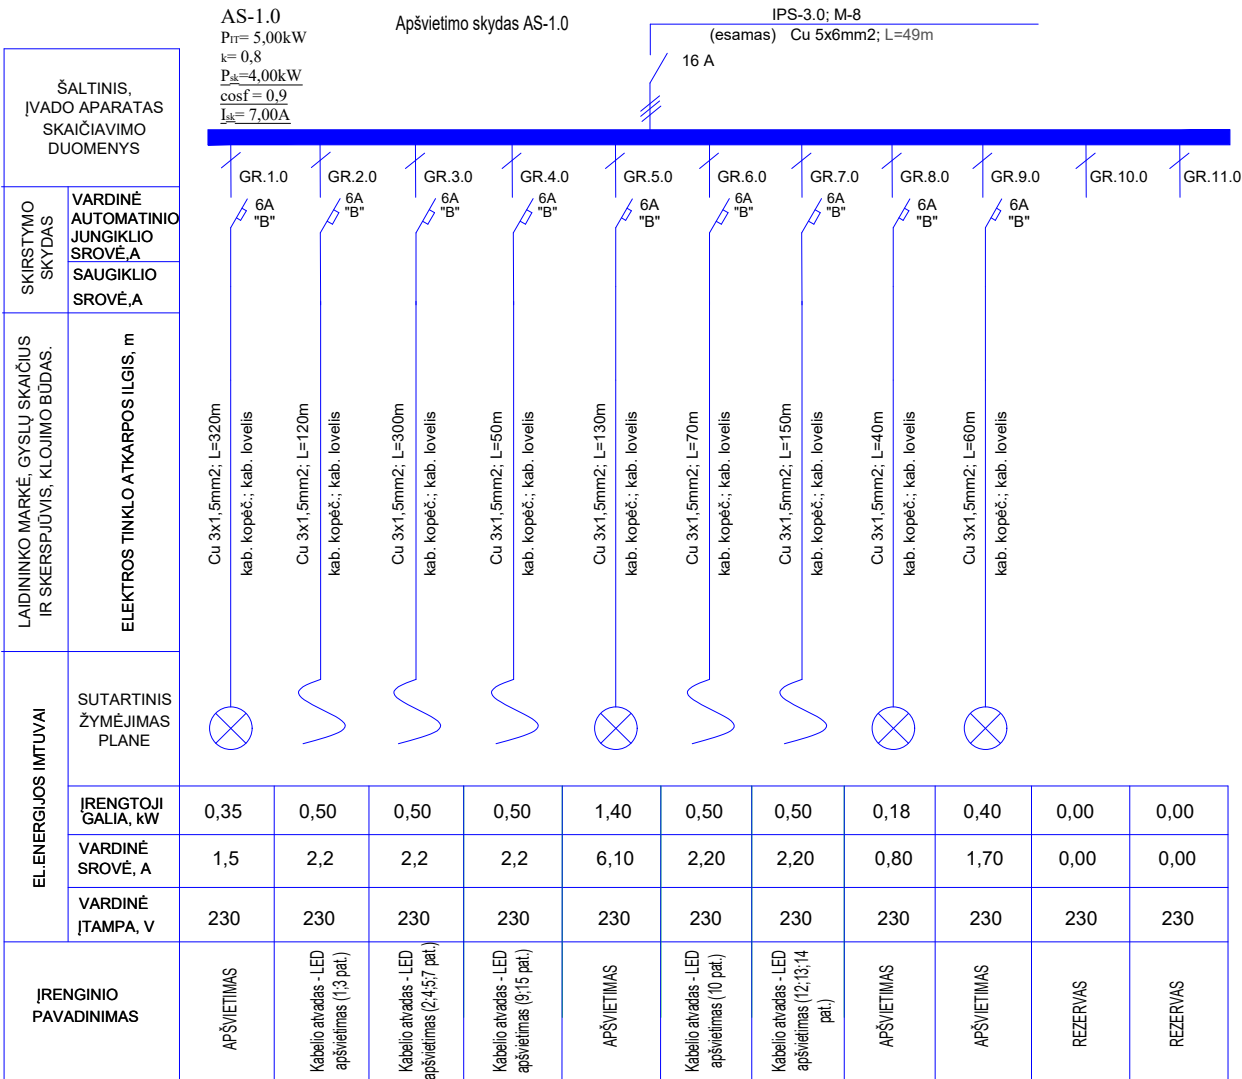 AS-1.0
PIT= 5,00kW
k= 0,8
Psk=4,00kW
cosf = 0,9
Isk= 7,00A
Apšvietimo skydas AS-1.0
IPS-3.0; M-8
(esamas) Cu 5x6mm2; L=49m
16 A
ŠALTINIS,
ĮVADO APARATAS
SKAIČIAVIMO
DUOMENYS
GR.1.0 GR.2.0 GR.3.0 GR.4.0 GR.5.0 GR.6.0 GR.7.0 GR.8.0 GR.9.0 GR.10.0 GR.11.0
SKIRSTYMO
SKYDAS
VARDINĖ
AUTOMATINIO
JUNGIKLIO
SROVĖ,A
6A 6A 6A 6A 6A 6A 6A 6A 6A
"B" "B" "B" "B" "B" "B" "B" "B" "B"
SAUGIKLIO
SROVĖ,A
LAIDININKO MARKĖ, GYSLŲ SKAIČIUS
IR SKERSPJŪVIS, KLOJIMO BŪDAS.
ELEKTROS TINKLO ATKARPOS ILGIS, m
Cu 3x1,5mm2; L=320m
kab. kopėč.; kab. lovelis
Cu 3x1,5mm2; L=120m
kab. kopėč.; kab. lovelis
Cu 3x1,5mm2; L=300m
kab. kopėč.; kab. lovelis
Cu 3x1,5mm2; L=50m
kab. kopėč.; kab. lovelis
Cu 3x1,5mm2; L=130m
kab. kopėč.; kab. lovelis
Cu 3x1,5mm2; L=70m
kab. kopėč.; kab. lovelis
Cu 3x1,5mm2; L=150m
kab. kopėč.; kab. lovelis
Cu 3x1,5mm2; L=40m
kab. kopėč.; kab. lovelis
Cu 3x1,5mm2; L=60m
kab. kopėč.; kab. lovelis
EL.ENERGIJOS IMTUVAI
SUTARTINIS
ŽYMĖJIMAS
PLANE
ĮRENGTOJI
GALIA, kW
0,35 0,50 0,50 0,50 1,40 0,50 0,50 0,18 0,40 0,00 0,00
VARDINĖ
SROVĖ, A
1,5 2,2 2,2 2,2 6,10 2,20 2,20 0,80 1,70 0,00 0,00
VARDINĖ
ĮTAMPA, V
230 230 230 230 230 230 230 230 230 230 230
ĮRENGINIO
PAVADINIMAS
APŠVIETIMAS
Kabelio atvadas - LED
apšvietimas (1;3 pat.)
Kabelio atvadas - LED
apšvietimas (2;4;5;7 pat.)
Kabelio atvadas - LED
apšvietimas (9;15 pat.)
APŠVIETIMAS
Kabelio atvadas - LED
apšvietimas (10 pat.)
Kabelio atvadas - LED
apšvietimas (12;13;14
pat.)
APŠVIETIMAS
APŠVIETIMAS
REZERVAS
REZERVAS